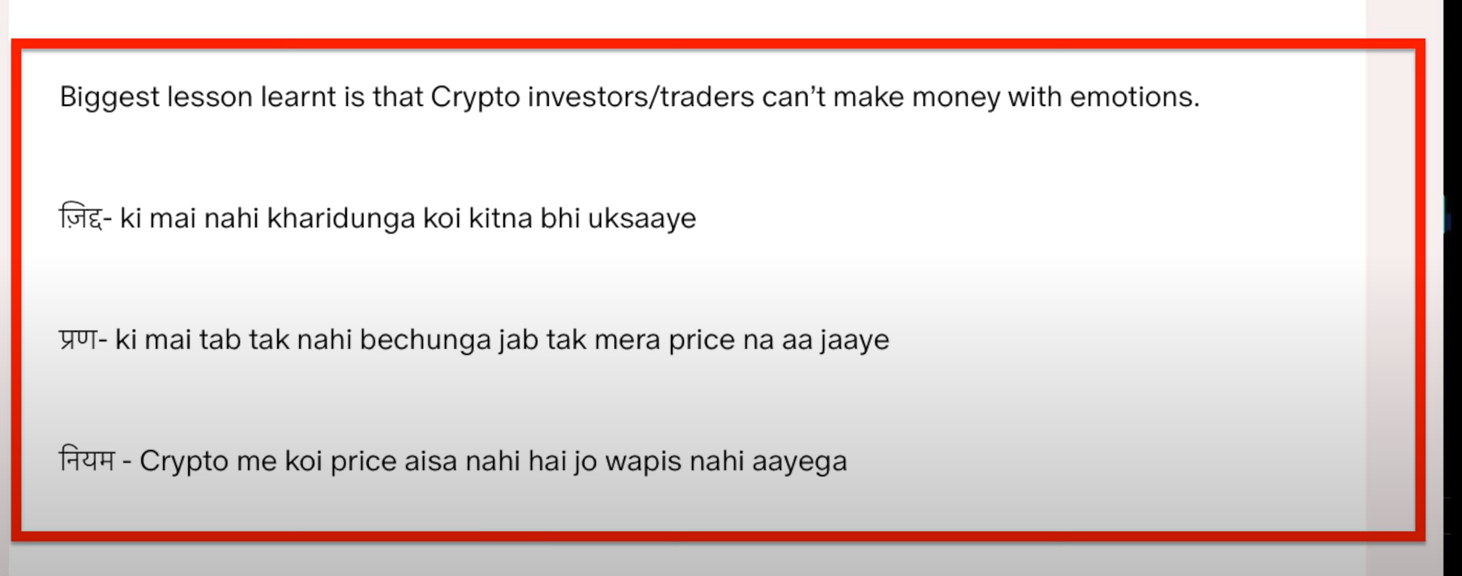 Biggest lesson learnt is that Crypto investors/traders can’t make money with emotions.
ज़िद्द- ki mai nahi kharidunga koi kitna bhi uksaaye
प्रण- ki mai tab tak nahi bechunga jab tak mera price na aa jaaye
नियम - Crypto me koi price aisa nahi hai jo wapis nahi aayega